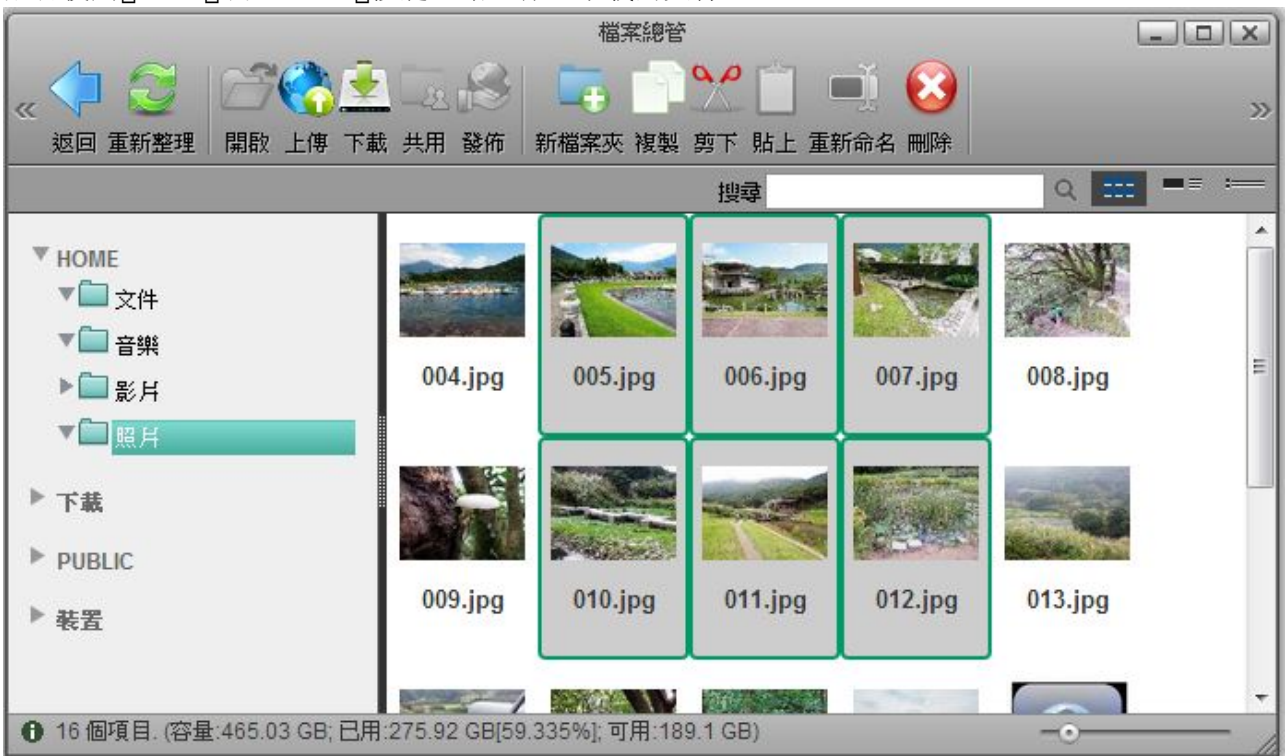 檔案總管
返回 重新整理 開啟 上傳 下載 共用 發佈 新檔案夾 複製 剪下 貼上 重新命名 刪除
搜尋
HOME
文件
音樂
影片
照片
下載
PUBLIC
裝置
004.jpg 005.jpg 006.jpg 007.jpg 008.jpg
009.jpg 010.jpg 011.jpg 012.jpg 013.jpg
16 個項目. (容量:465.03 GB; 已用:275.92 GB[59.335%]; 可用:189.1 GB)